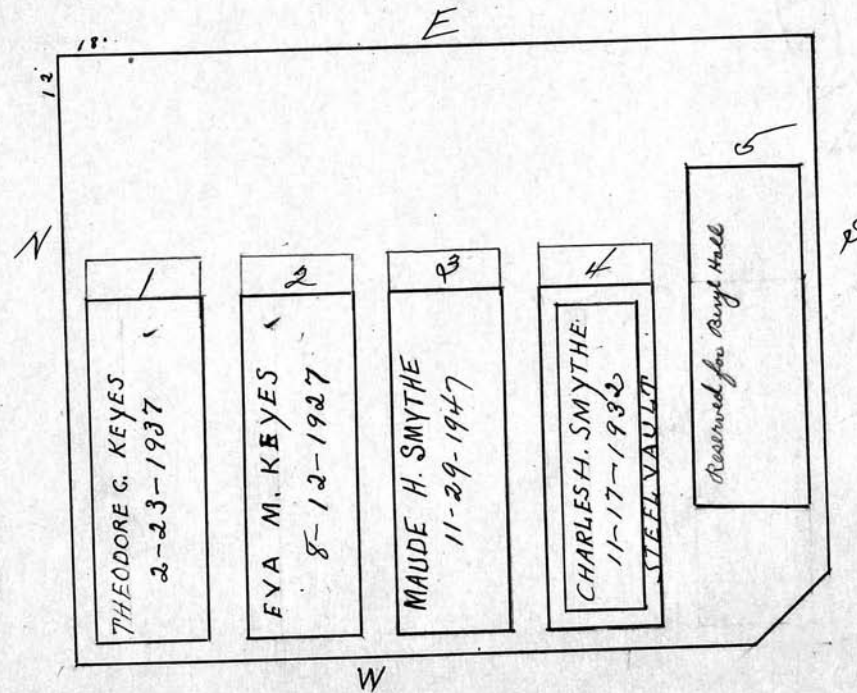 E
18'
12
N
1
2
3
4
5
S
THEODORE C. KEYES
2-23-1937
EVA M. KEYES
8-12-1927
MAUDE H. SMYTHE
11-29-1947
CHARLES H. SMYTHE
11-17-1932
STEEL VAULT
Reserved for Beryl Hall
W